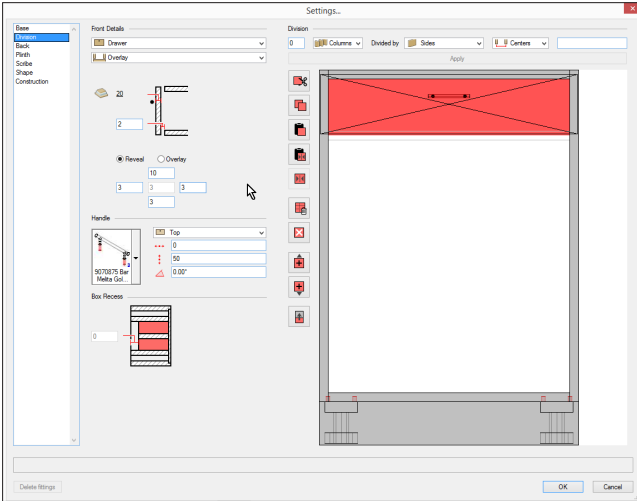 Settings...
Base
Division
Back
Plinth
Scribe
Shape
Construction
Front Details
Drawer
Overlay
20
2
Reveal Overlay
10
3 3 3
3
Handle
Top
0
50
0.00°
9070875 Bar
Melita Gol...
Box Recess
0
Division
0 Columns Divided by Sides Centers
Apply
Delete fittings
OK Cancel